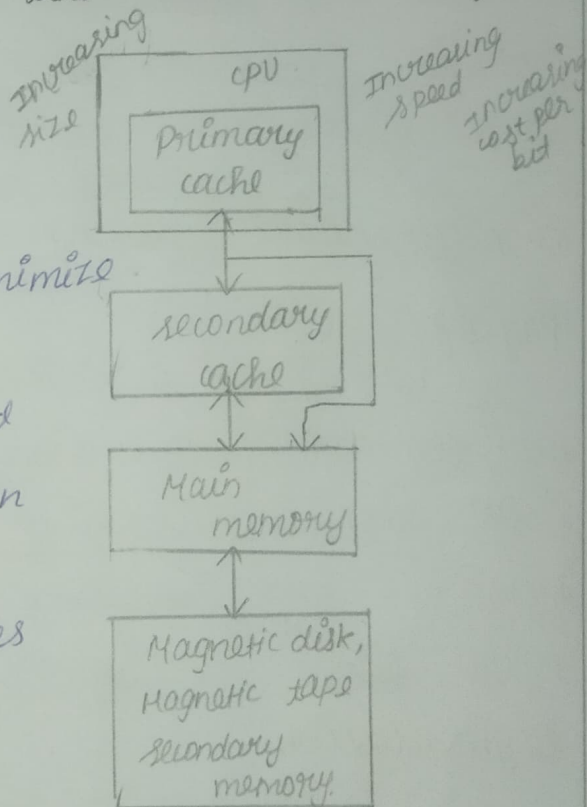 Increasing
size
CPU
Primary
cache
Increasing
speed
Increasing
cost per
bit
nimize
secondary
cache
d
Main
memory
n
es
Magnetic disk,
Magnetic tape
secondary
memory.